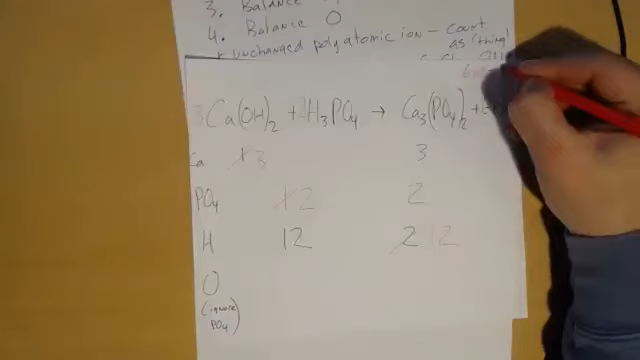 3. Balance
4. Balance O
* unchanged polyatomic ion – count
as 'thing'
3Ca(OH)₂ + 2H₃PO₄ → Ca₃(PO₄)₂ +
Ca 1 3 3
PO₄ 1 2 2
H 12 2 12
O
(ignore
PO₄)